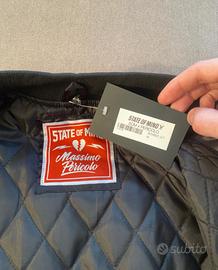 STATE OF MIND Y
STATE OF MIND
Massimo
Pericolo
subito